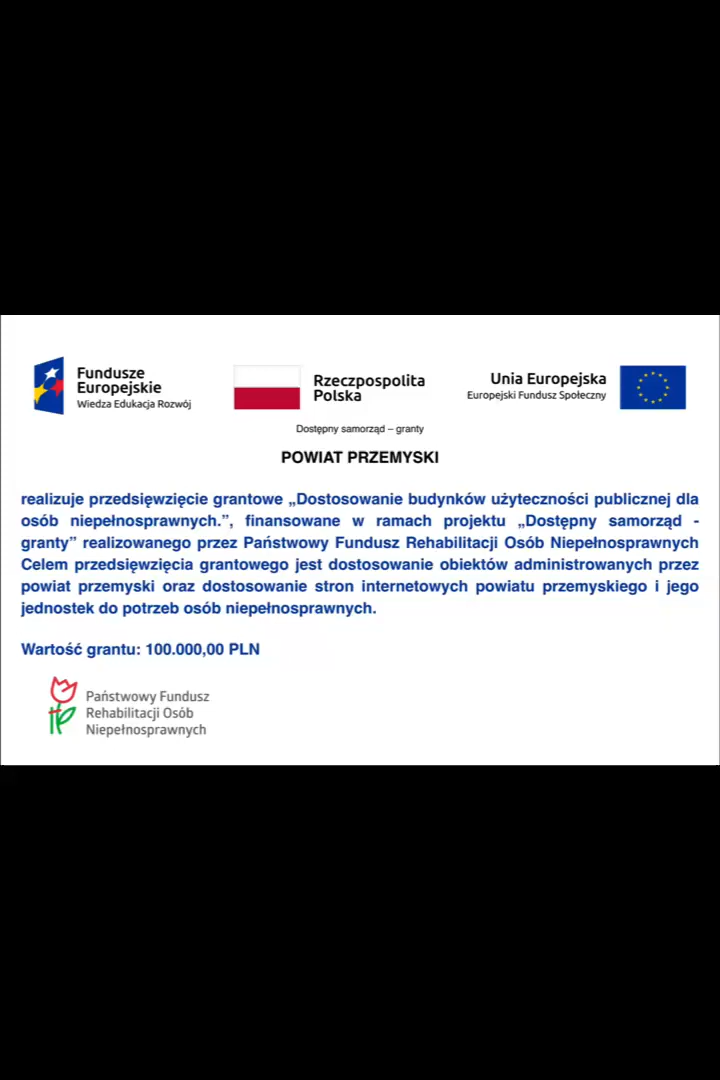 Fundusze
Europejskie
Wiedza Edukacja Rozwój
Rzeczpospolita
Polska
Unia Europejska
Europejski Fundusz Społeczny
Dostępny samorząd – granty
POWIAT PRZEMYSKI
realizuje przedsięwzięcie grantowe „Dostosowanie budynków użyteczności publicznej dla
osób niepełnosprawnych.”, finansowane w ramach projektu „Dostępny samorząd -
granty” realizowanego przez Państwowy Fundusz Rehabilitacji Osób Niepełnosprawnych
Celem przedsięwzięcia grantowego jest dostosowanie obiektów administrowanych przez
powiat przemyski oraz dostosowanie stron internetowych powiatu przemyskiego i jego
jednostek do potrzeb osób niepełnosprawnych.
Wartość grantu: 100.000,00 PLN
Państwowy Fundusz
Rehabilitacji Osób
Niepełnosprawnych